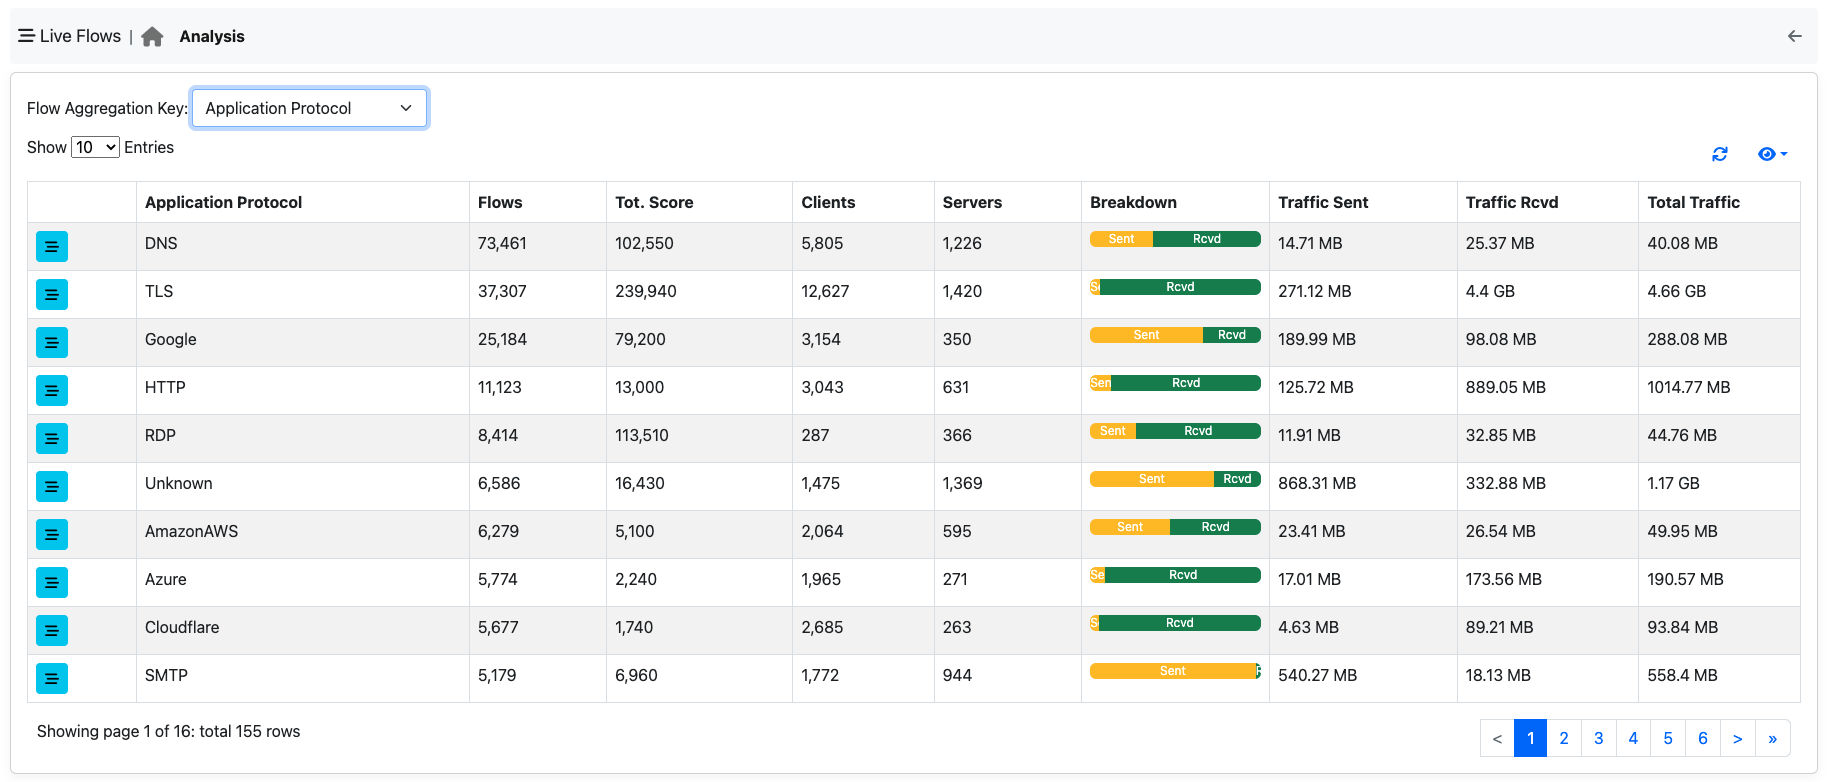 Live Flows | Analysis
Flow Aggregation Key: Application Protocol
Show 10 Entries
Application Protocol Flows Tot. Score Clients Servers Breakdown Traffic Sent Traffic Rcvd Total Traffic
DNS 73,461 102,550 5,805 1,226 Sent Rcvd 14.71 MB 25.37 MB 40.08 MB
TLS 37,307 239,940 12,627 1,420 Rcvd 271.12 MB 4.4 GB 4.66 GB
Google 25,184 79,200 3,154 350 Sent Rcvd 189.99 MB 98.08 MB 288.08 MB
HTTP 11,123 13,000 3,043 631 Sen Rcvd 125.72 MB 889.05 MB 1014.77 MB
RDP 8,414 113,510 287 366 Sent Rcvd 11.91 MB 32.85 MB 44.76 MB
Unknown 6,586 16,430 1,475 1,369 Sent Rcvd 868.31 MB 332.88 MB 1.17 GB
AmazonAWS 6,279 5,100 2,064 595 Sent Rcvd 23.41 MB 26.54 MB 49.95 MB
Azure 5,774 2,240 1,965 271 Se Rcvd 17.01 MB 173.56 MB 190.57 MB
Cloudflare 5,677 1,740 2,685 263 Rcvd 4.63 MB 89.21 MB 93.84 MB
SMTP 5,179 6,960 1,772 944 Sent 540.27 MB 18.13 MB 558.4 MB
Showing page 1 of 16: total 155 rows
< 1 2 3 4 5 6 > »